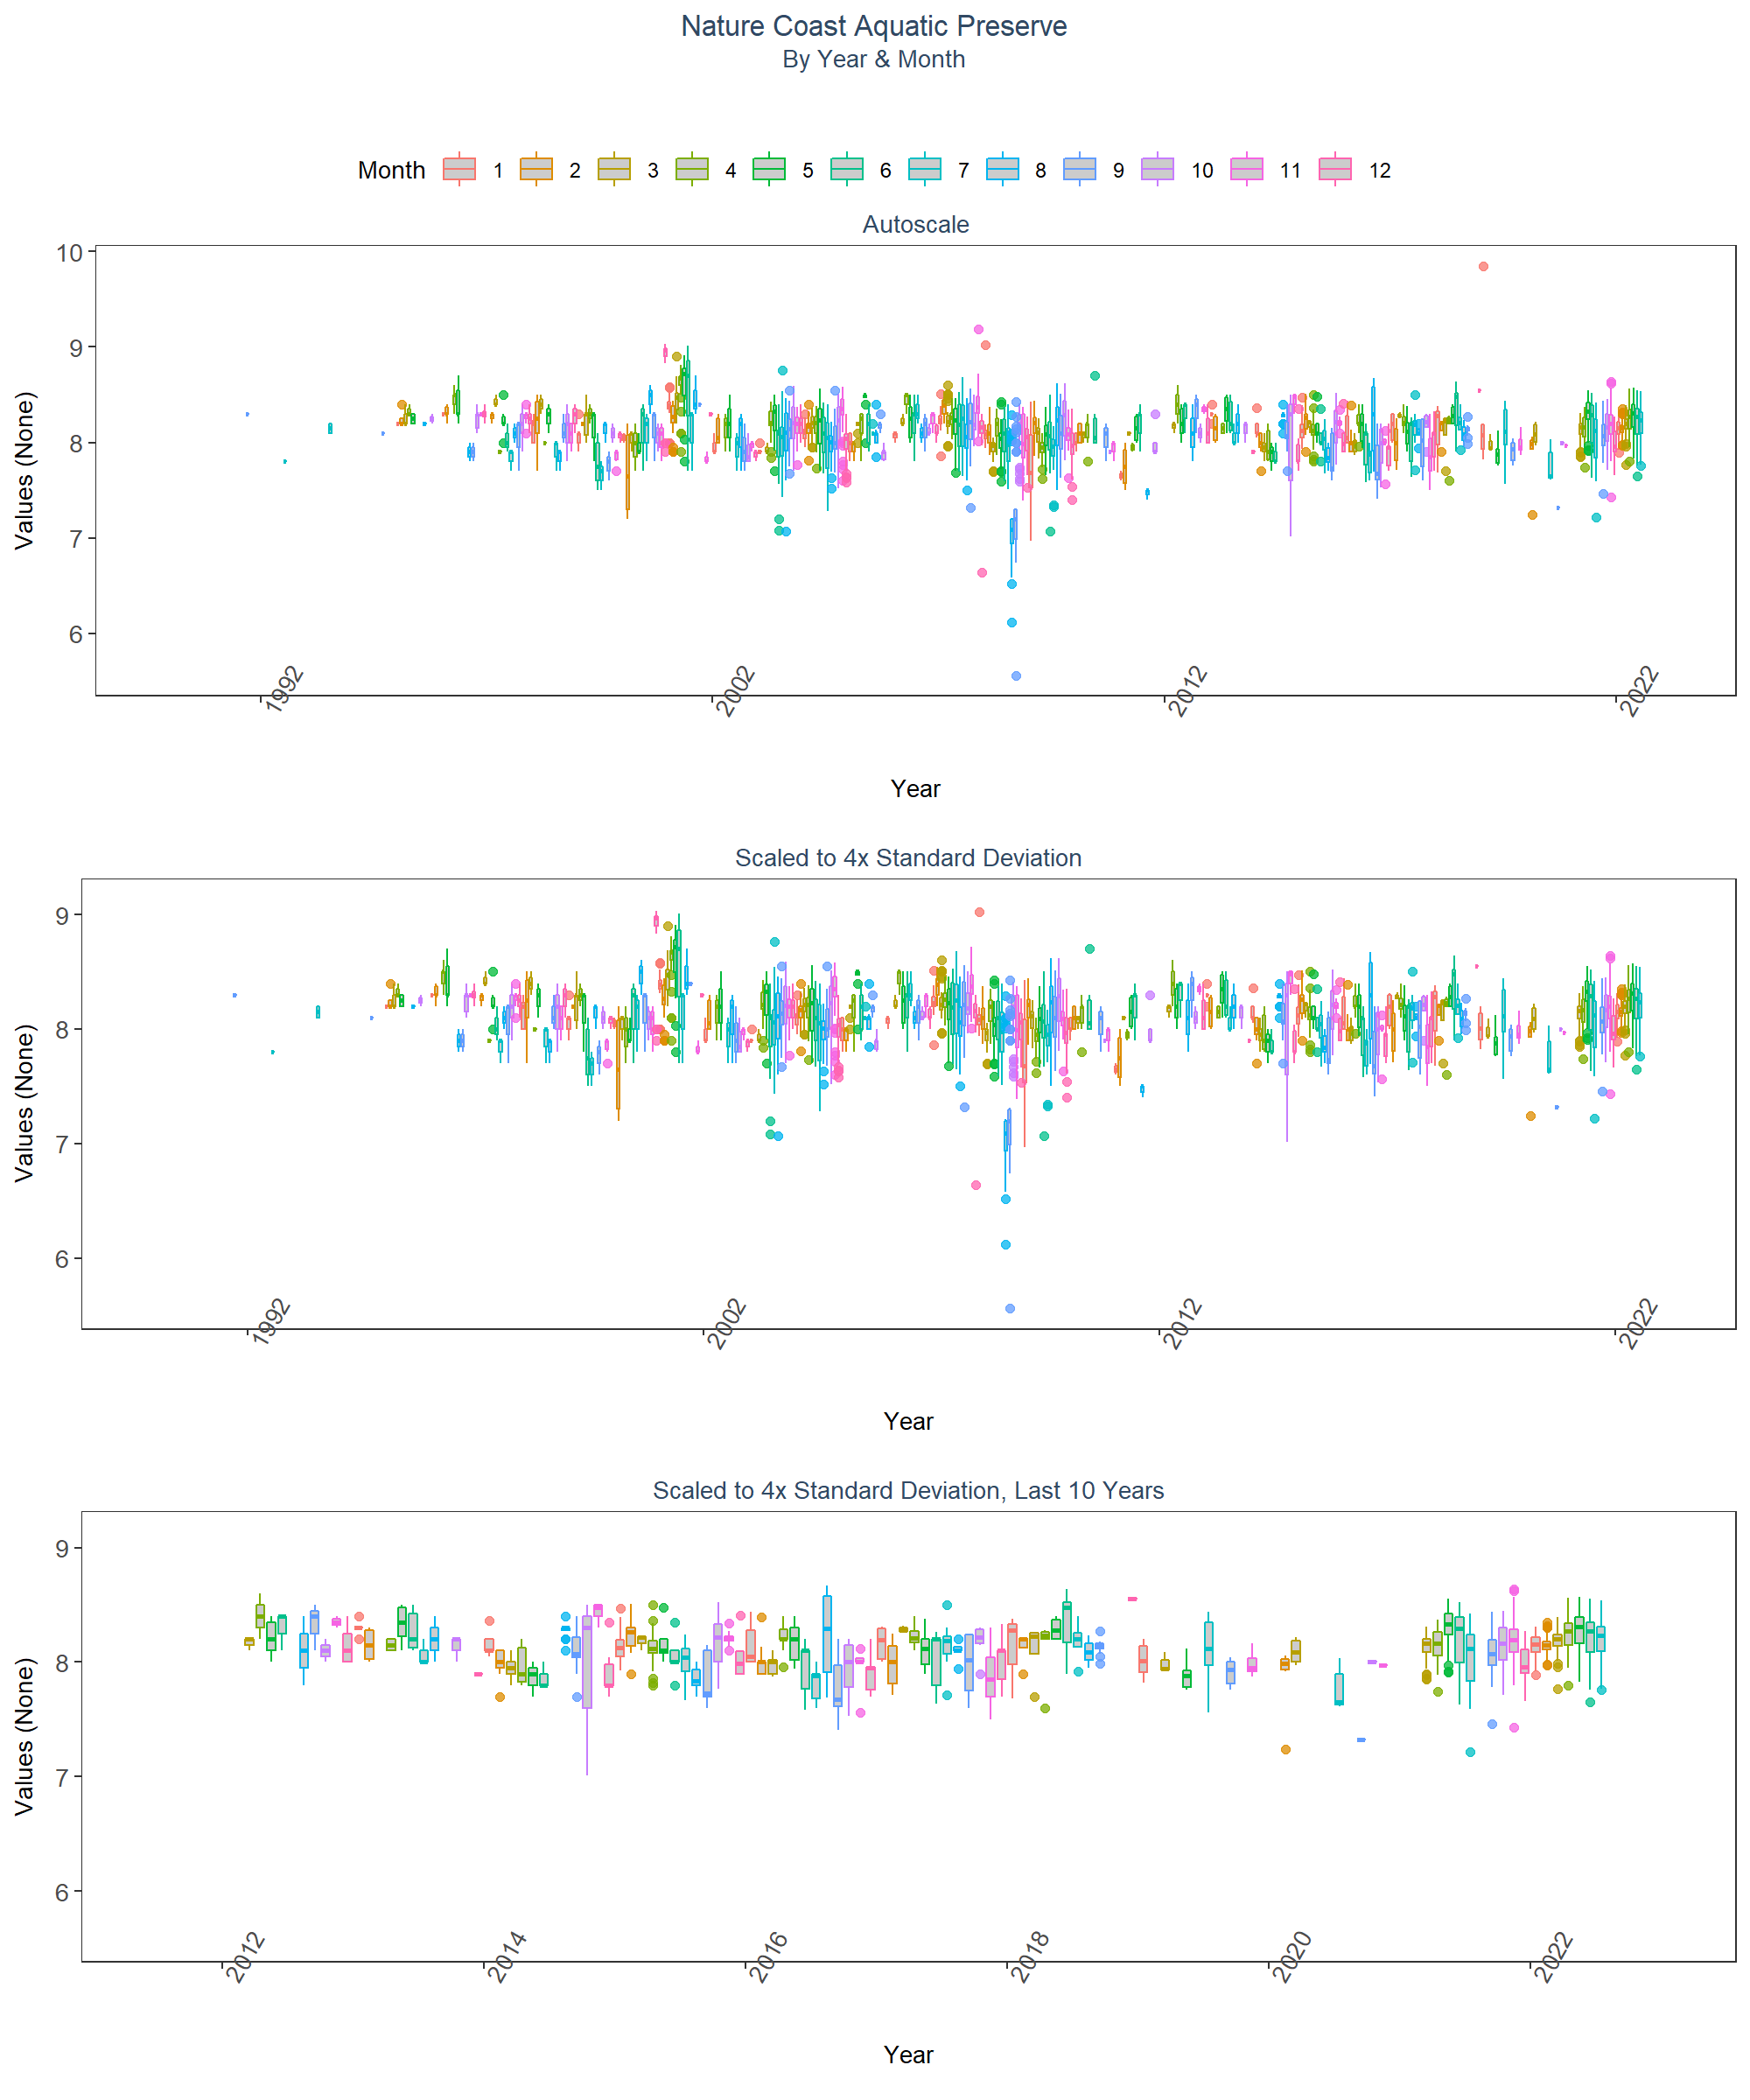 Nature Coast Aquatic Preserve
By Year & Month
Month 1 2 3 4 5 6 7 8 9 10 11 12
Autoscale
10
9
8
7
6
Values (None)
1992 2002 2012 2022
Year
Scaled to 4x Standard Deviation
9
8
7
6
Values (None)
1992 2002 2012 2022
Year
Scaled to 4x Standard Deviation, Last 10 Years
9
8
7
6
Values (None)
2012 2014 2016 2018 2020 2022
Year